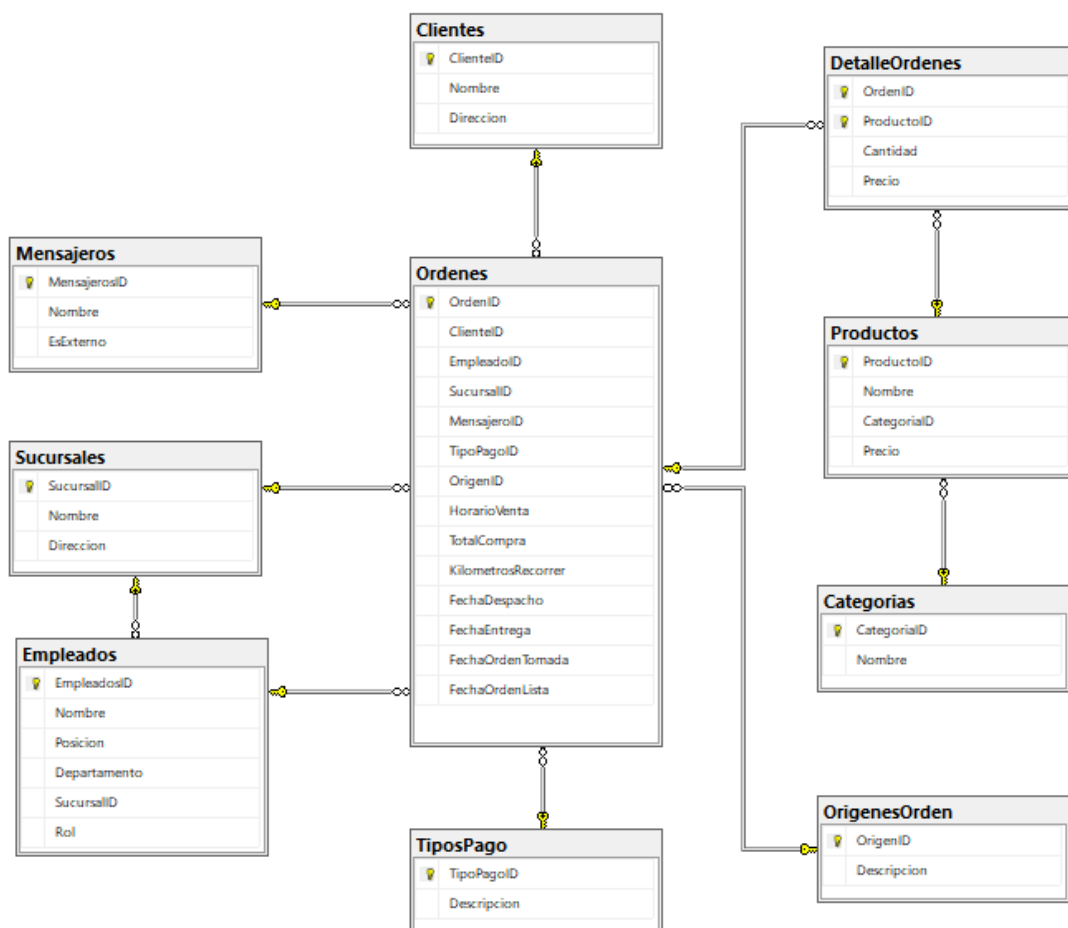 Clientes
ClienteID
Nombre
Direccion
DetalleOrdenes
OrdenID
ProductoID
Cantidad
Precio
Mensajeros
MensajerosID
Nombre
EsExterno
Ordenes
OrdenID
ClienteID
EmpleadoID
SucursalID
MensajeroID
TipoPagoID
OrigenID
HorarioVenta
TotalCompra
KilometrosRecorrer
FechaDespacho
FechaEntrega
FechaOrdenTomada
FechaOrdenLista
Productos
ProductoID
Nombre
CategoriaID
Precio
Sucursales
SucursalID
Nombre
Direccion
Categorias
CategoriaID
Nombre
Empleados
EmpleadosID
Nombre
Posicion
Departamento
SucursalID
Rol
OrigenesOrden
OrigenID
Descripcion
TiposPago
TipoPagoID
Descripcion